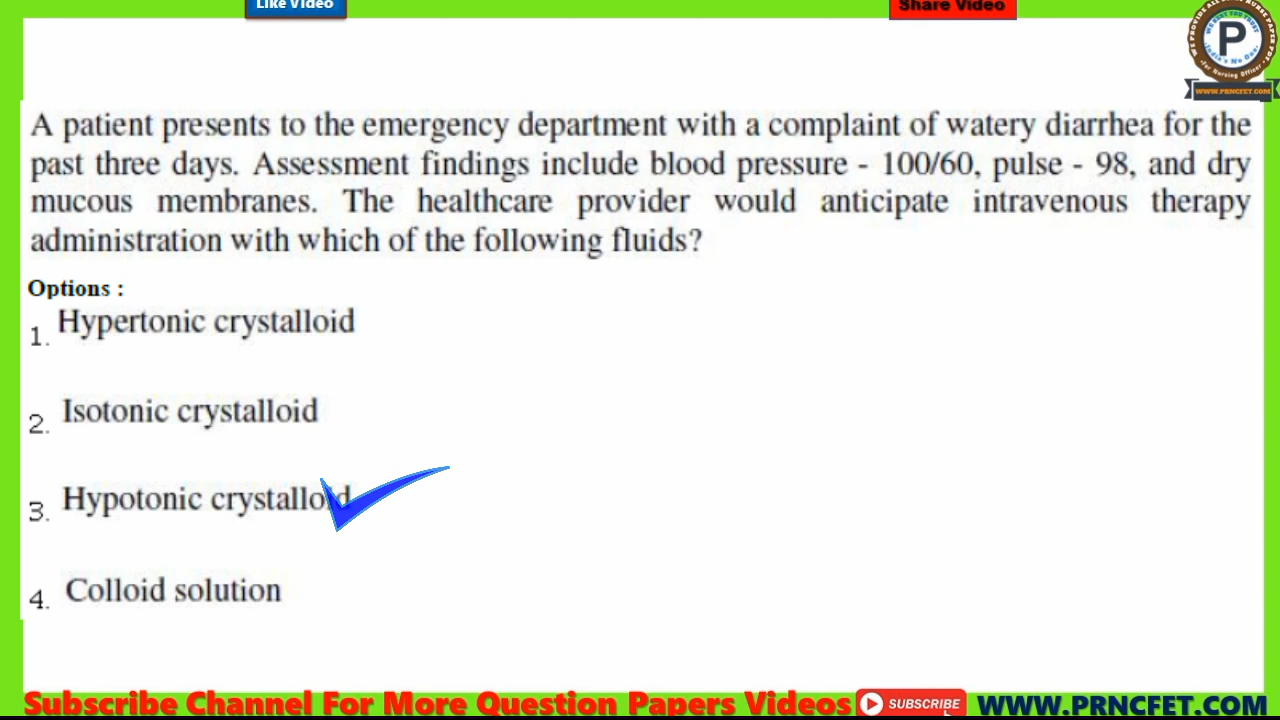 Like Video
Share Video
P
WWW.PRNCFET.COM
A patient presents to the emergency department with a complaint of watery diarrhea for the
past three days. Assessment findings include blood pressure - 100/60, pulse - 98, and dry
mucous membranes. The healthcare provider would anticipate intravenous therapy
administration with which of the following fluids?
Options :
1. Hypertonic crystalloid
2. Isotonic crystalloid
3. Hypotonic crystalloid
4. Colloid solution
Subscribe Channel For More Question Papers Videos SUBSCRIBE WWW.PRNCFET.COM